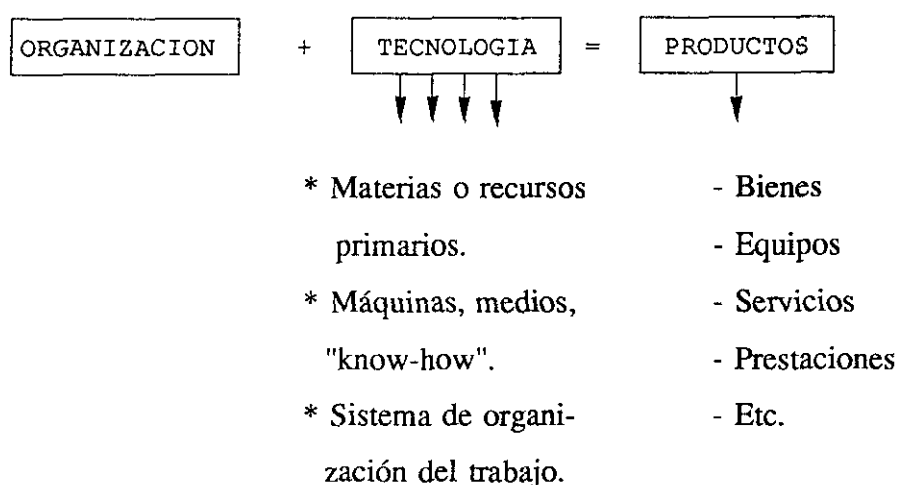 ORGANIZACION + TECNOLOGIA = PRODUCTOS
* Materias o recursos
primarios.
* Máquinas, medios,
"know-how".
* Sistema de organi-
zación del trabajo.
- Bienes
- Equipos
- Servicios
- Prestaciones
- Etc.